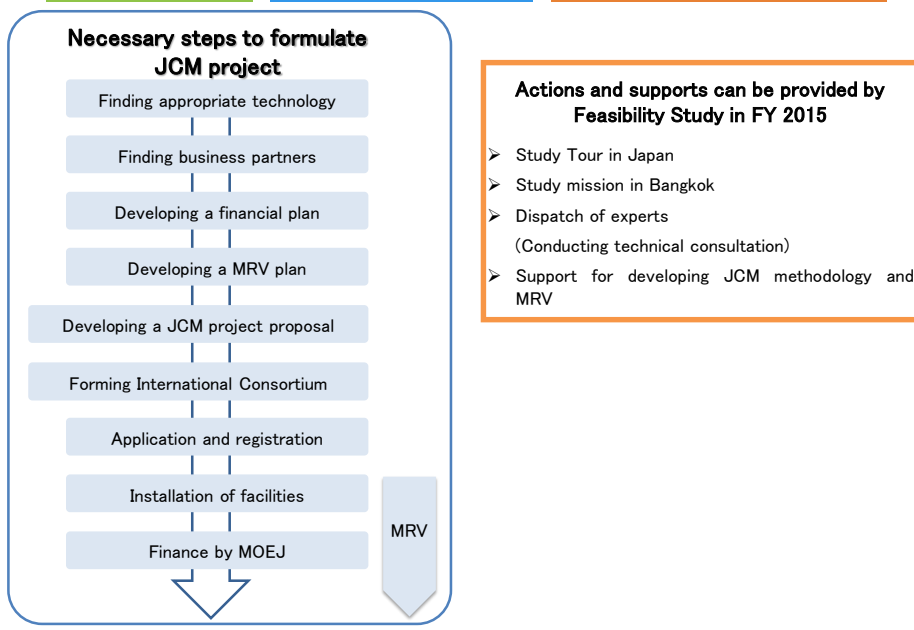 Necessary steps to formulate
JCM project
Finding appropriate technology
Finding business partners
Developing a financial plan
Developing a MRV plan
Developing a JCM project proposal
Forming International Consortium
Application and registration
Installation of facilities
Finance by MOEJ
MRV
Actions and supports can be provided by
Feasibility Study in FY 2015
➢ Study Tour in Japan
➢ Study mission in Bangkok
➢ Dispatch of experts
(Conducting technical consultation)
➢ Support for developing JCM methodology and
MRV